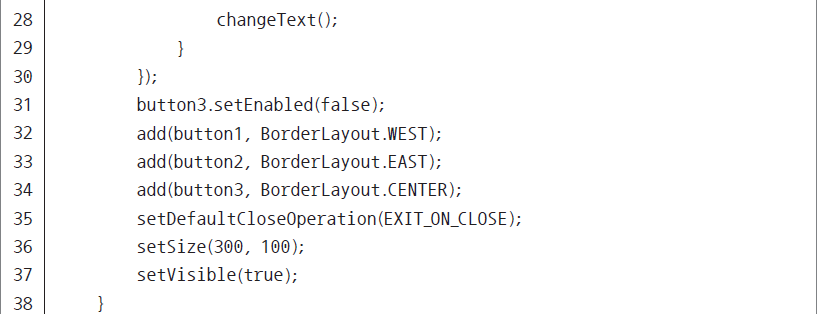 28 changeText();
29 }
30 });
31 button3.setEnabled(false);
32 add(button1, BorderLayout.WEST);
33 add(button2, BorderLayout.EAST);
34 add(button3, BorderLayout.CENTER);
35 setDefaultCloseOperation(EXIT_ON_CLOSE);
36 setSize(300, 100);
37 setVisible(true);
38 }